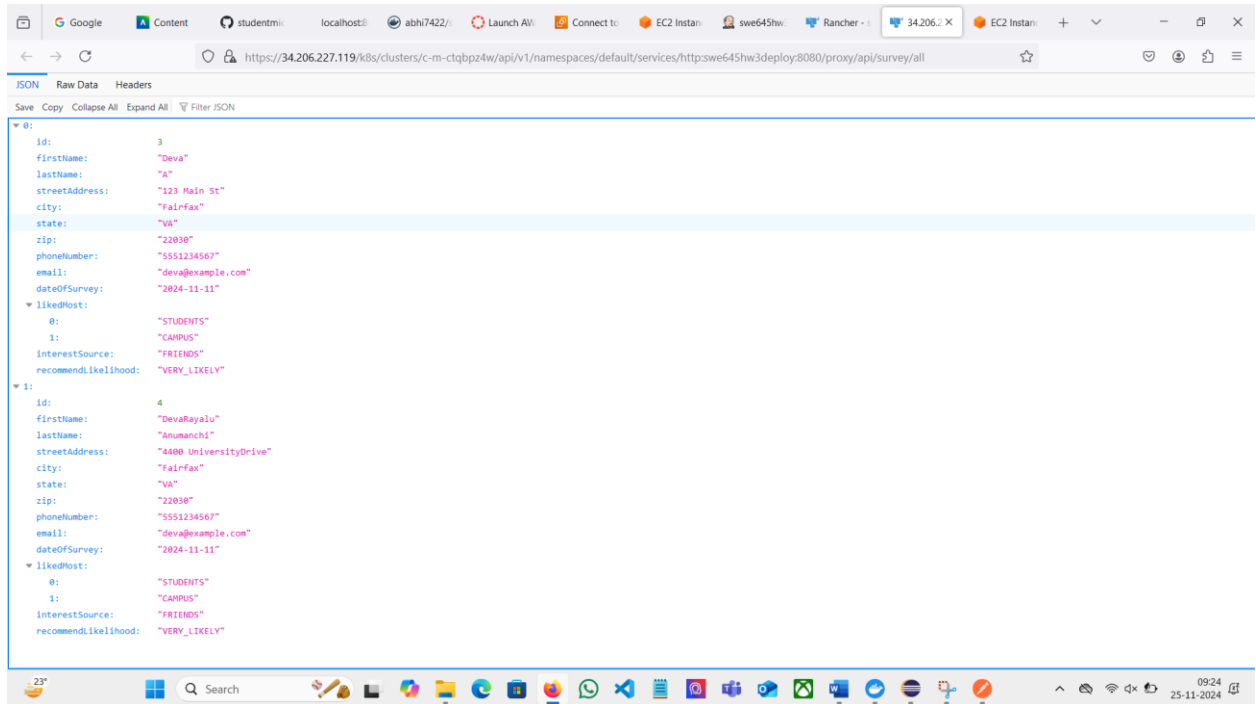 Google
Content
studentmic
localhost:8
abhi7422/s
Launch AW
Connect to
EC2 Instanc
swe645hw3
Rancher - s
34.206.2
EC2 Instanc
https://34.206.227.119/k8s/clusters/c-m-ctqbpz4w/api/v1/namespaces/default/services/http:swe645hw3deploy:8080/proxy/api/survey/all
JSON Raw Data Headers
Save Copy Collapse All Expand All Filter JSON
0:
id: 3
firstName: "Deva"
lastName: "A"
streetAddress: "123 Main St"
city: "Fairfax"
state: "VA"
zip: "22030"
phoneNumber: "5551234567"
email: "deva@example.com"
dateOfSurvey: "2024-11-11"
likedMost:
0: "STUDENTS"
1: "CAMPUS"
interestSource: "FRIENDS"
recommendLikelihood: "VERY_LIKELY"
1:
id: 4
firstName: "DevaRayalu"
lastName: "Anumanchi"
streetAddress: "4400 UniversityDrive"
city: "Fairfax"
state: "VA"
zip: "22030"
phoneNumber: "5551234567"
email: "deva@example.com"
dateOfSurvey: "2024-11-11"
likedMost:
0: "STUDENTS"
1: "CAMPUS"
interestSource: "FRIENDS"
recommendLikelihood: "VERY_LIKELY"
23°
Search
09:24
25-11-2024